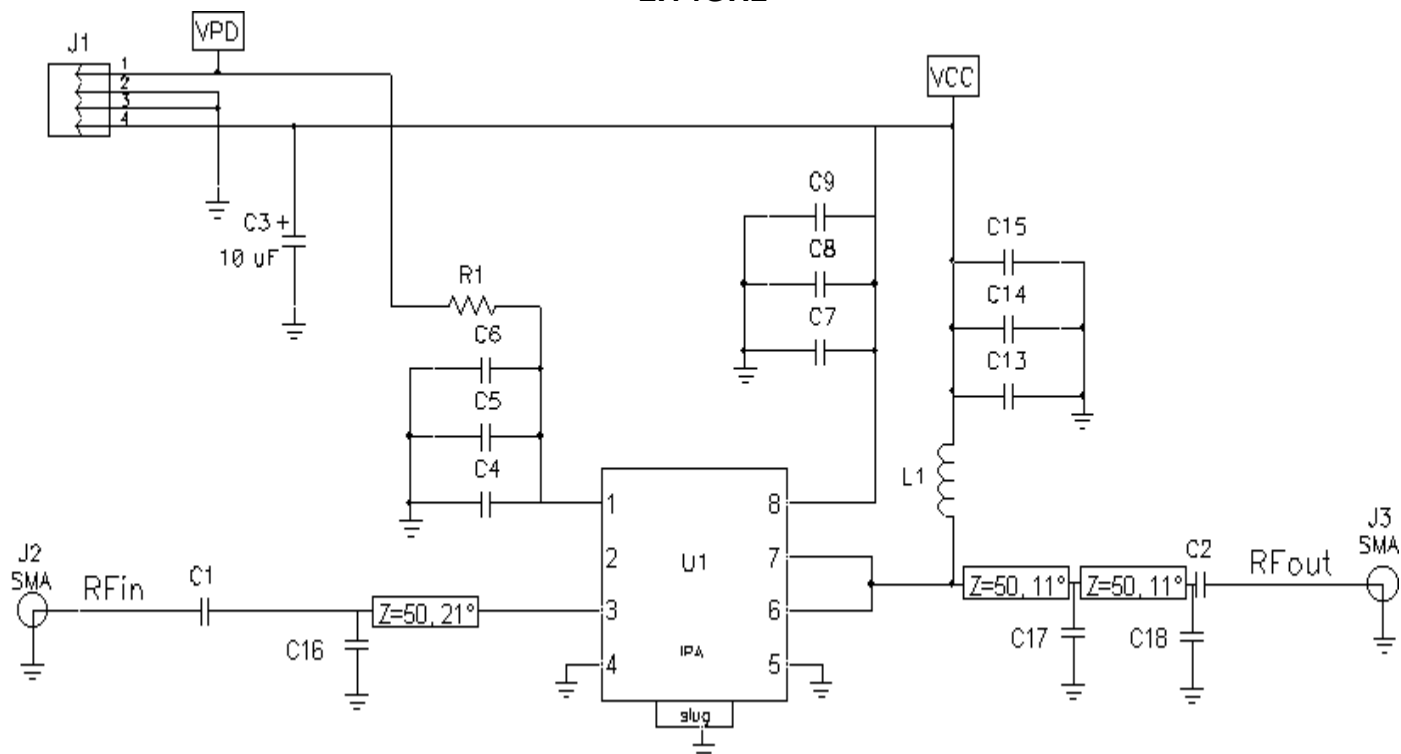 VPD
J1
1
2
3
4
VCC
C9
C8
C7
C15
C14
C13
C3 +
10 uF
R1
C6
C5
C4
L1
1
2
3
4
8
7
6
5
U1
IPA
slug
J2
SMA
RFin
C1
C16
Z=50, 21°
Z=50, 11°
Z=50, 11°
C17
C18
C2
RFout
J3
SMA